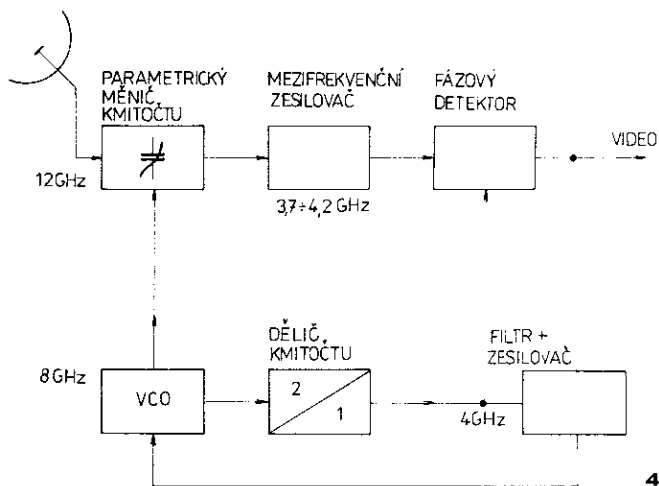 PARAMETRICKÝ
MĚNIČ
KMITOČTU
MEZIFREKVENČNÍ
ZESILOVAČ
FÁZOVÝ
DETEKTOR
VIDEO
12GHz
3,7÷4,2 GHz
8GHz
VCO
DĚLIČ
KMITOČTU
2
1
4GHz
FILTR +
ZESILOVAČ
4